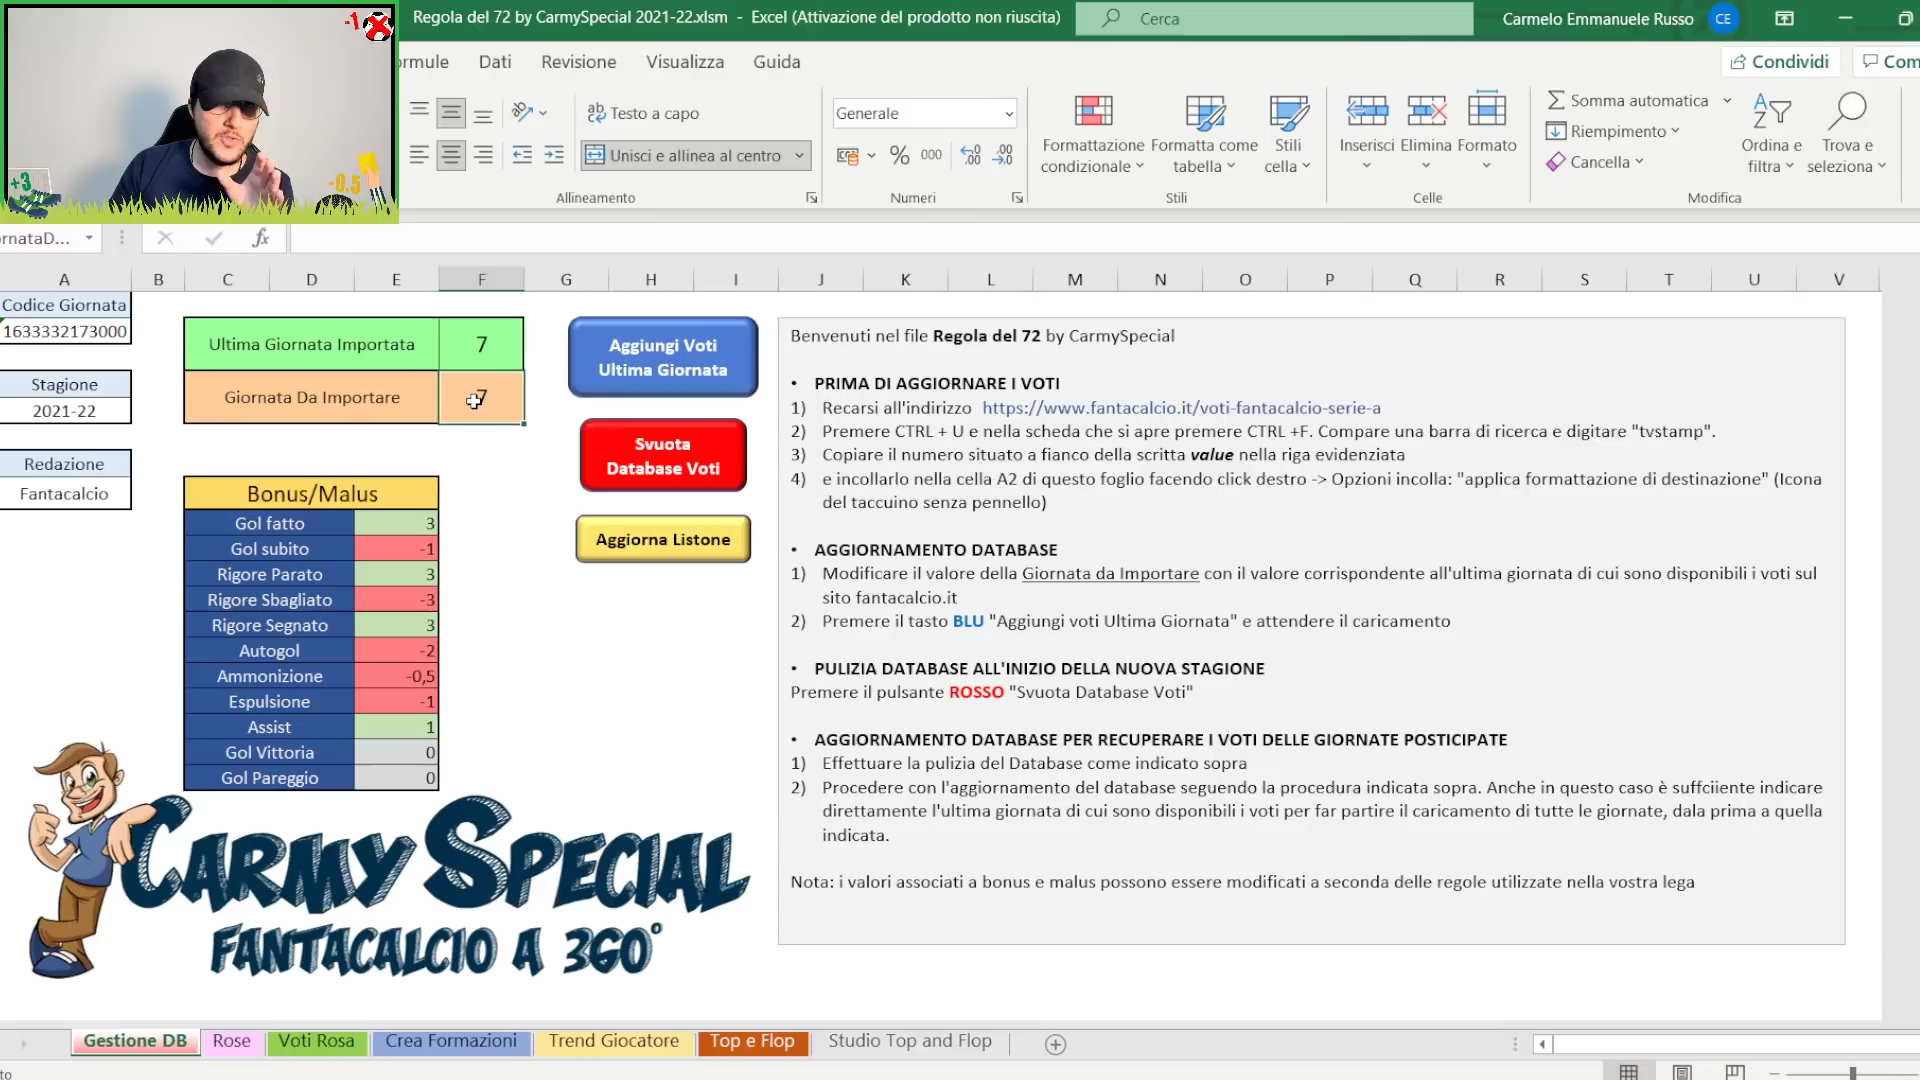 -1
+3
-0.5
Regola del 72 by CarmySpecial 2021-22.xlsm - Excel (Attivazione del prodotto non riuscita)
Cerca
Carmelo Emmanuele Russo
CE
Dati
Revisione
Visualizza
Guida
Condividi
Testo a capo
Unisci e allinea al centro
Allineamento
Generale
% 000
Numeri
Formattazione condizionale
Formatta come tabella
Stili cella
Stili
Inserisci
Elimina
Formato
Celle
Somma automatica
Riempimento
Cancella
Ordina e filtra
Trova e seleziona
Modifica
fx
A B C D E F G H I J K L M N O P Q R S T U V
Codice Giornata
1633332173000
Stagione
2021-22
Redazione
Fantacalcio
Ultima Giornata Importata 7
Giornata Da Importare 7
Bonus/Malus
Gol fatto 3
Gol subito -1
Rigore Parato 3
Rigore Sbagliato -3
Rigore Segnato 3
Autogol -2
Ammonizione -0,5
Espulsione -1
Assist 1
Gol Vittoria 0
Gol Pareggio 0
Aggiungi Voti
Ultima Giornata
Svuota
Database Voti
Aggiorna Listone
Benvenuti nel file Regola del 72 by CarmySpecial
• PRIMA DI AGGIORNARE I VOTI
1) Recarsi all'indirizzo https://www.fantacalcio.it/voti-fantacalcio-serie-a
2) Premere CTRL + U e nella scheda che si apre premere CTRL +F. Compare una barra di ricerca e digitare "tvstamp".
3) Copiare il numero situato a fianco della scritta value nella riga evidenziata
4) e incollarlo nella cella A2 di questo foglio facendo click destro -> Opzioni incolla: "applica formattazione di destinazione" (Icona
del taccuino senza pennello)
• AGGIORNAMENTO DATABASE
1) Modificare il valore della Giornata da Importare con il valore corrispondente all'ultima giornata di cui sono disponibili i voti sul
sito fantacalcio.it
2) Premere il tasto BLU "Aggiungi voti Ultima Giornata" e attendere il caricamento
• PULIZIA DATABASE ALL'INIZIO DELLA NUOVA STAGIONE
Premere il pulsante ROSSO "Svuota Database Voti"
• AGGIORNAMENTO DATABASE PER RECUPERARE I VOTI DELLE GIORNATE POSTICIPATE
1) Effettuare la pulizia del Database come indicato sopra
2) Procedere con l'aggiornamento del database seguendo la procedura indicata sopra. Anche in questo caso è suffciiente indicare
direttamente l'ultima giornata di cui sono disponibili i voti per far partire il caricamento di tutte le giornate, dala prima a quella
indicata.
Nota: i valori associati a bonus e malus possono essere modificati a seconda delle regole utilizzate nella vostra lega
CARMY SPECIAL
FANTACALCIO A 360°
Gestione DB
Rose
Voti Rosa
Crea Formazioni
Trend Giocatore
Top e Flop
Studio Top and Flop